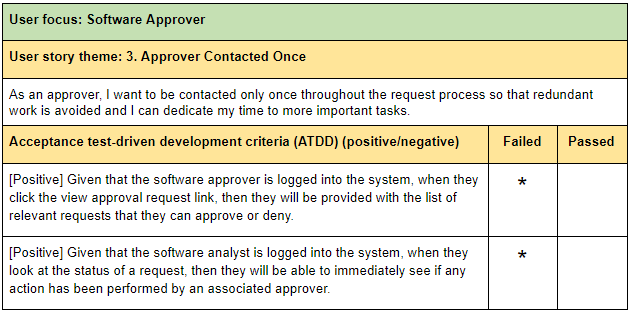 User focus: Software Approver
User story theme: 3. Approver Contacted Once
As an approver, I want to be contacted only once throughout the request process so that redundant
work is avoided and I can dedicate my time to more important tasks.
Acceptance test-driven development criteria (ATDD) (positive/negative) Failed Passed
[Positive] Given that the software approver is logged into the system, when they
click the view approval request link, then they will be provided with the list of
relevant requests that they can approve or deny.
*
[Positive] Given that the software analyst is logged into the system, when they
look at the status of a request, then they will be able to immediately see if any
action has been performed by an associated approver.
*